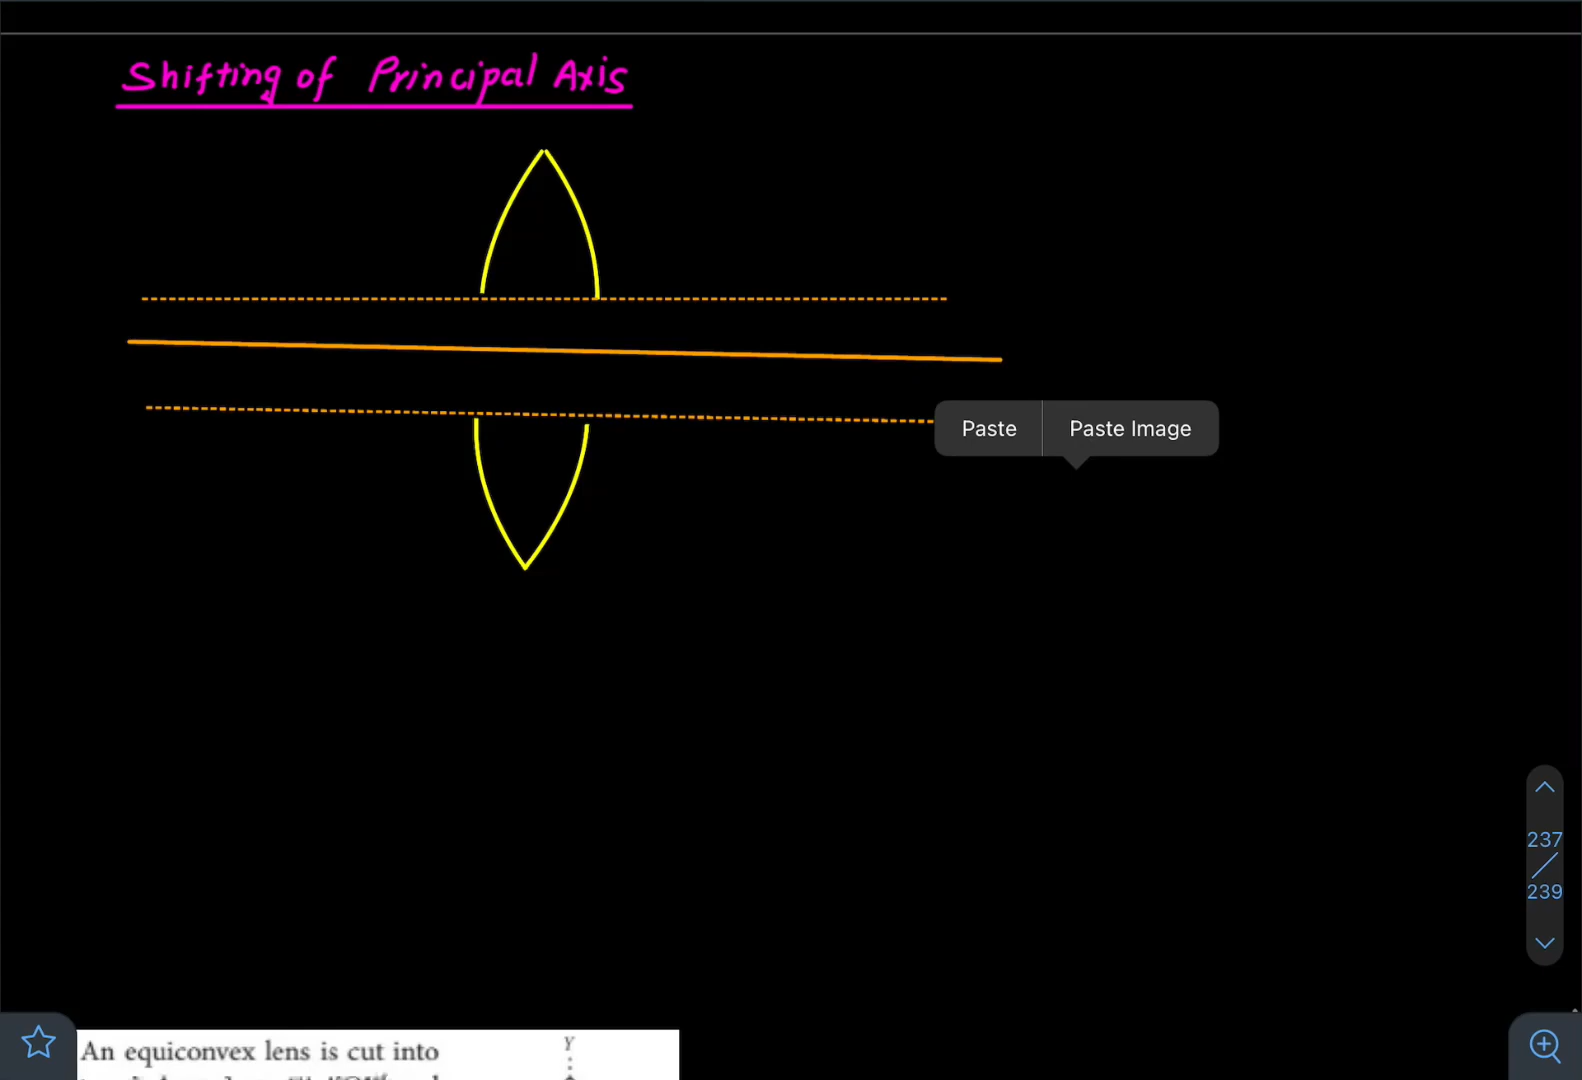 Shifting of Principal Axis
Paste Paste Image
237
239
An equiconvex lens is cut into
Y